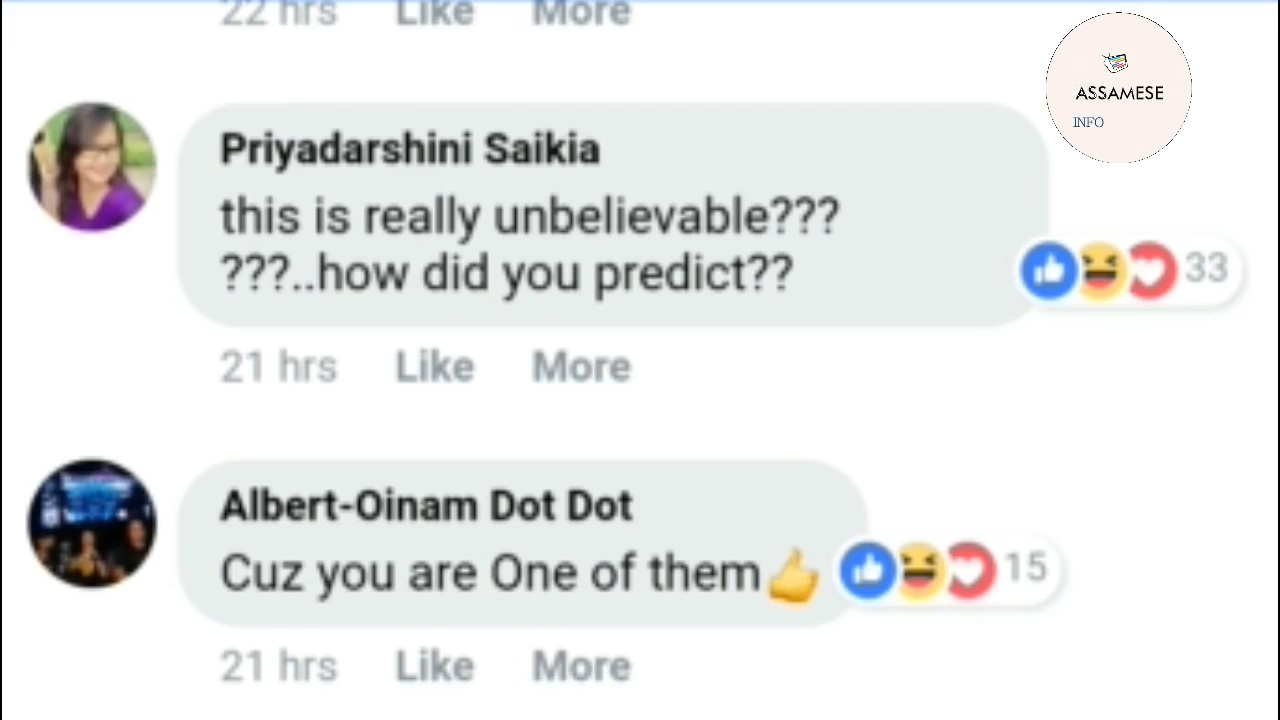 22 hrs Like More
ASSAMESE
INFO
Priyadarshini Saikia
this is really unbelievable???
???..how did you predict??
33
21 hrs Like More
Albert-Oinam Dot Dot
Cuz you are One of them👍
15
21 hrs Like More